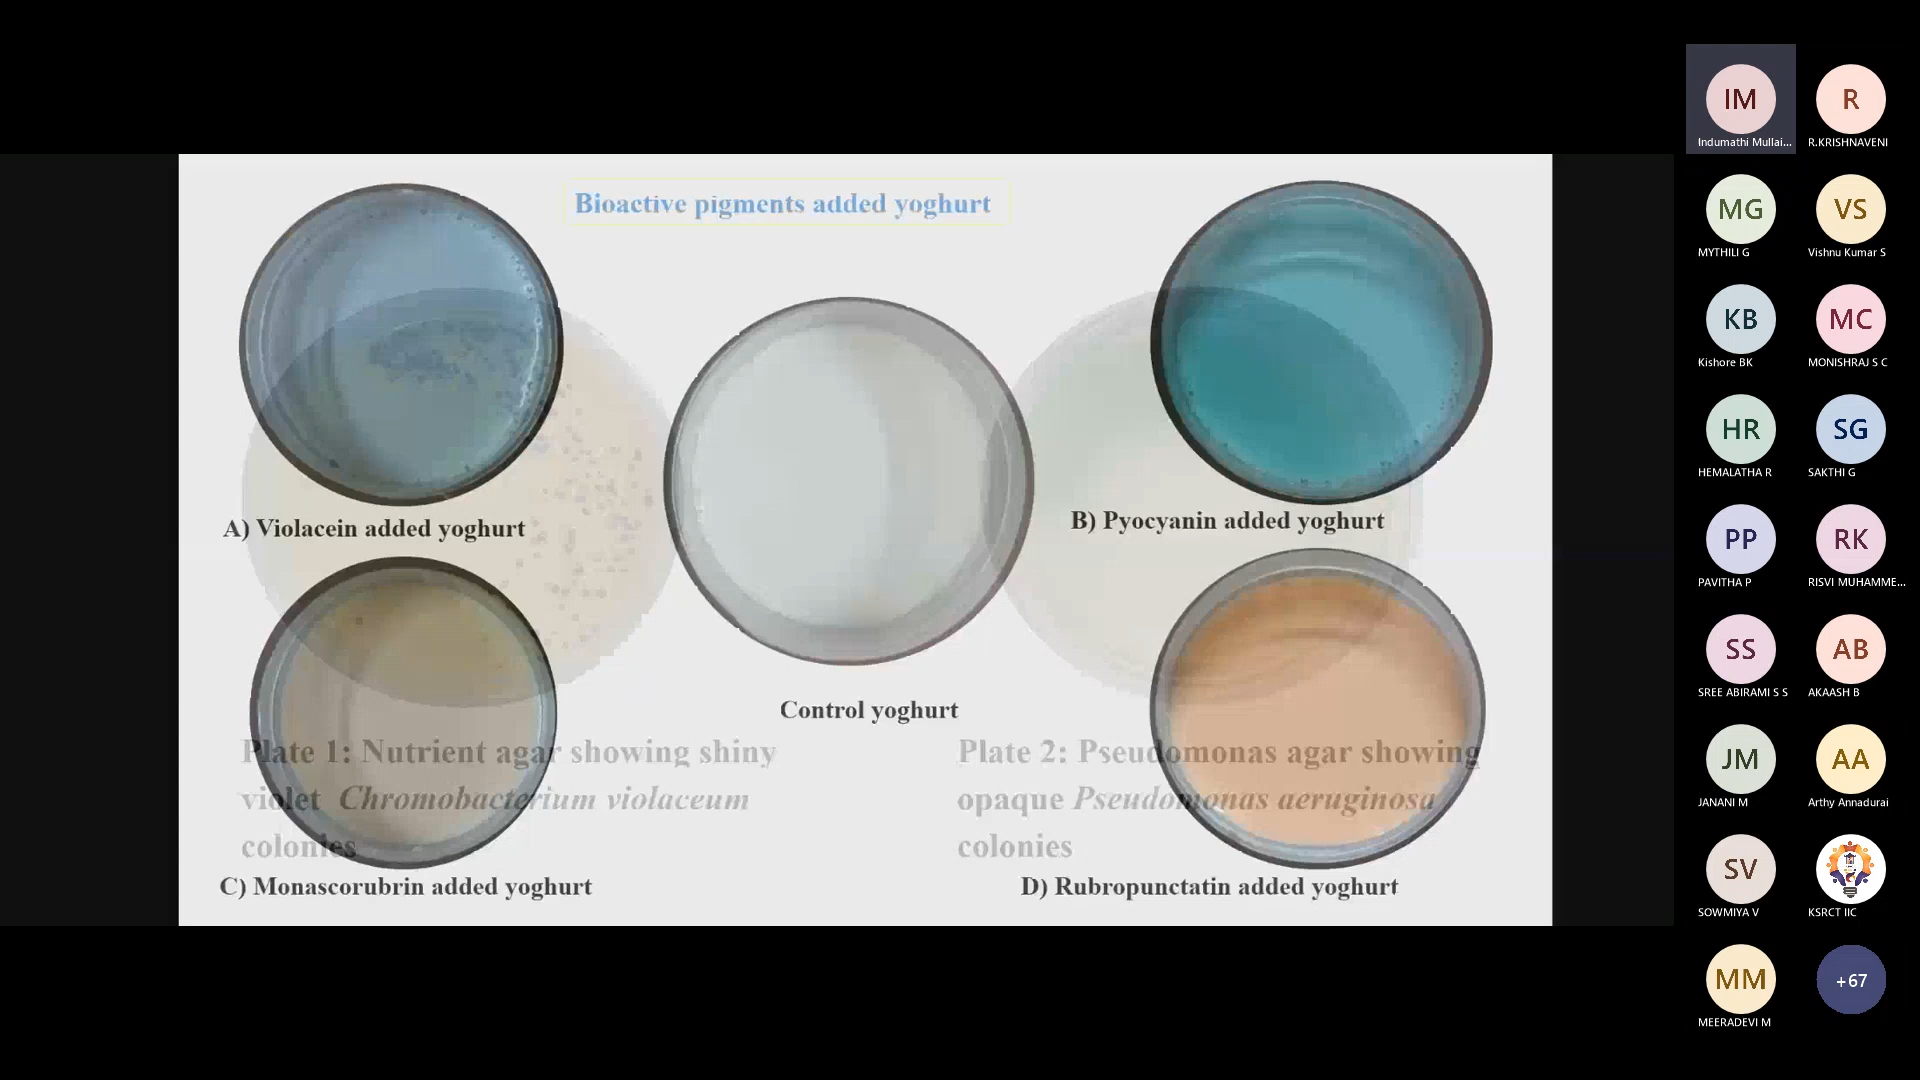 Bioactive pigments added yoghurt
A) Violacein added yoghurt
B) Pyocyanin added yoghurt
Control yoghurt
Plate 1: Nutrient agar showing shiny
violet Chromobacterium violaceum
colonies
Plate 2: Pseudomonas agar showing
opaque Pseudomonas aeruginosa
colonies
C) Monascorubrin added yoghurt
D) Rubropunctatin added yoghurt
IM
Indumathi Mullai...
R
R.KRISHNAVENI
MG
MYTHILI G
VS
Vishnu Kumar S
KB
Kishore BK
MC
MONISHRAJ S C
HR
HEMALATHA R
SG
SAKTHI G
PP
PAVITHA P
RK
RISVI MUHAMME...
SS
SREE ABIRAMI S S
AB
AKAASH B
JM
JANANI M
AA
Arthy Annadurai
SV
SOWMIYA V
KSRCT IIC
MM
MEERADEVI M
+67